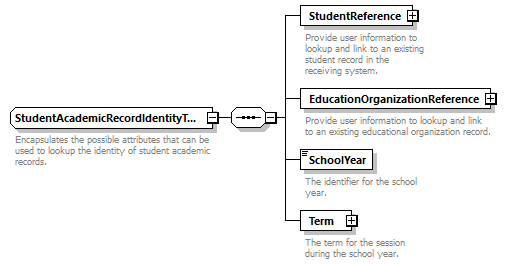 StudentReference
Provide user information to
lookup and link to an existing
student record in the
receiving system.
EducationOrganizationReference
Provide user information to lookup and link
to an existing educational organization record.
StudentAcademicRecordIdentityT...
Encapsulates the possible attributes that can be
used to lookup the identity of student academic
records.
SchoolYear
The identifier for the school
year.
Term
The term for the session
during the school year.